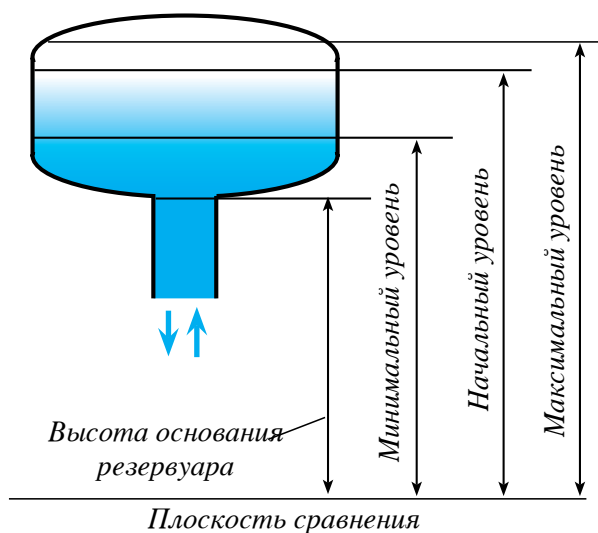 Минимальный уровень
Начальный уровень
Максимальный уровень
Высота основания
резервуара
Плоскость сравнения